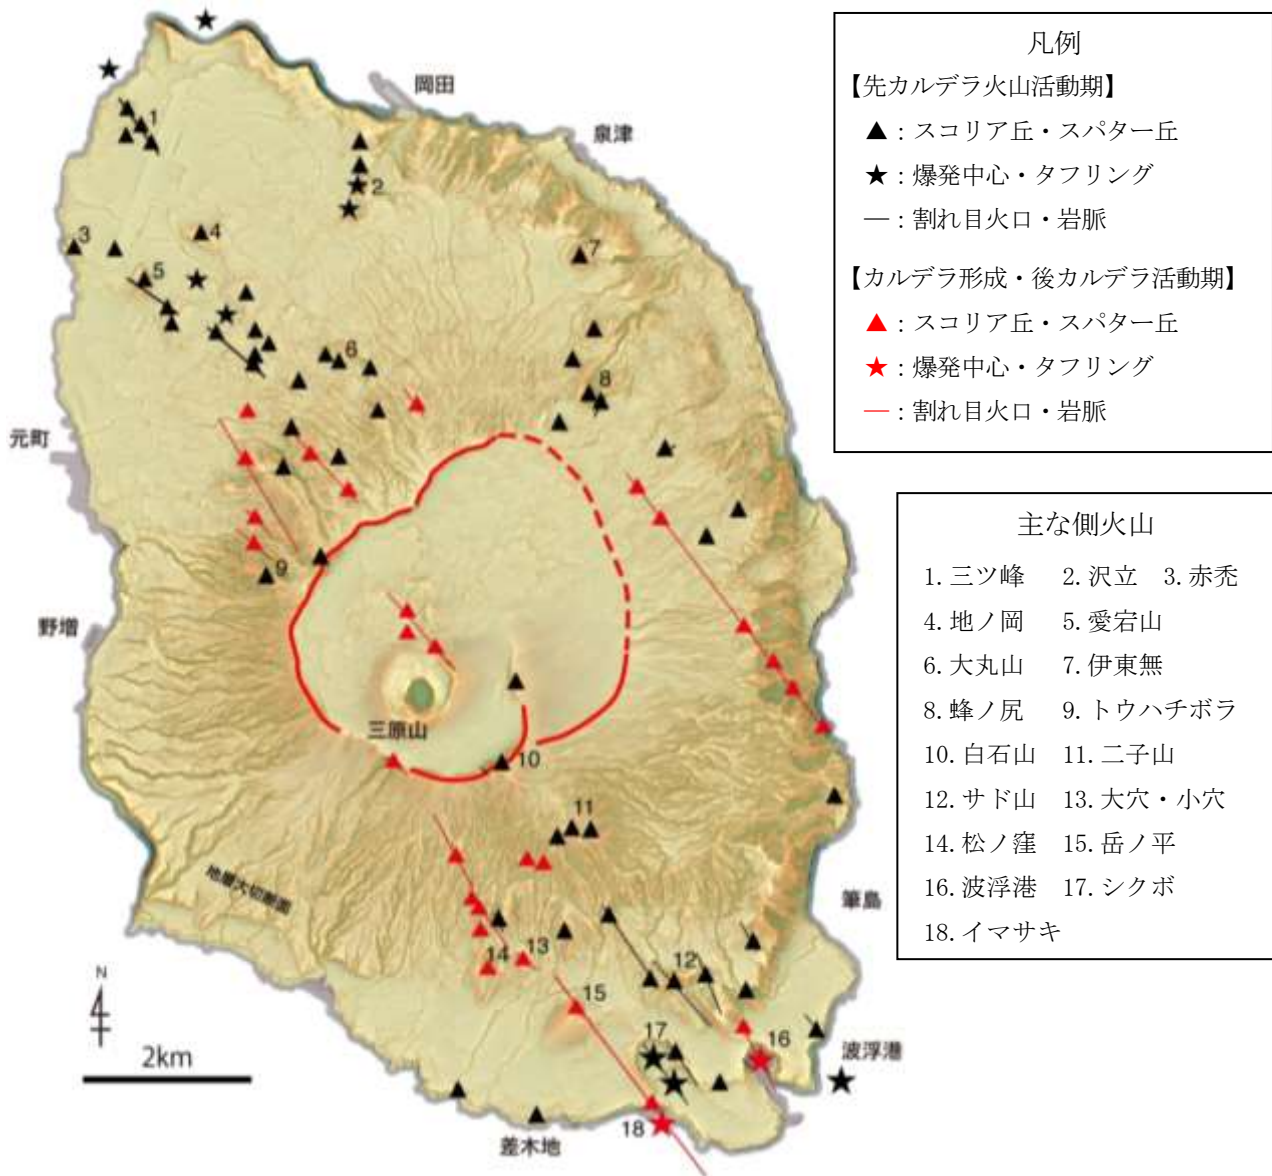 岡田
泉津
1
2
3
4
5
6
7
8
元町
9
野増
三原山
10
11
地層大切断面
筆島
12
13
14
15
16
17
18
波浮港
差木地
N
2km
凡例
【先カルデラ火山活動期】
▲:スコリア丘・スパター丘
★:爆発中心・タフリング
―:割れ目火口・岩脈
【カルデラ形成・後カルデラ活動期】
▲:スコリア丘・スパター丘
★:爆発中心・タフリング
―:割れ目火口・岩脈
主な側火山
1.三ツ峰 2.沢立 3.赤禿
4.地ノ岡 5.愛宕山
6.大丸山 7.伊東無
8.蜂ノ尻 9.トウハチボラ
10.白石山 11.二子山
12.サド山 13.大穴・小穴
14.松ノ窪 15.岳ノ平
16.波浮港 17.シクボ
18.イマサキ